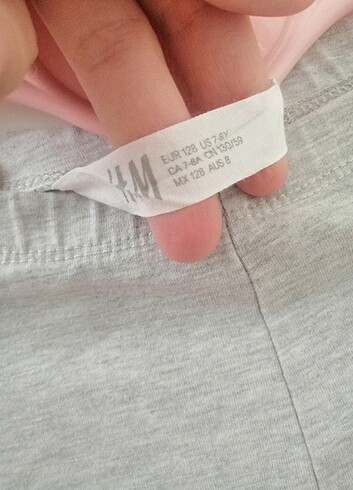 H&M
EUR 128 US 7-8Y
CA 7-8A CN 130/59
MX 128 AUS 8